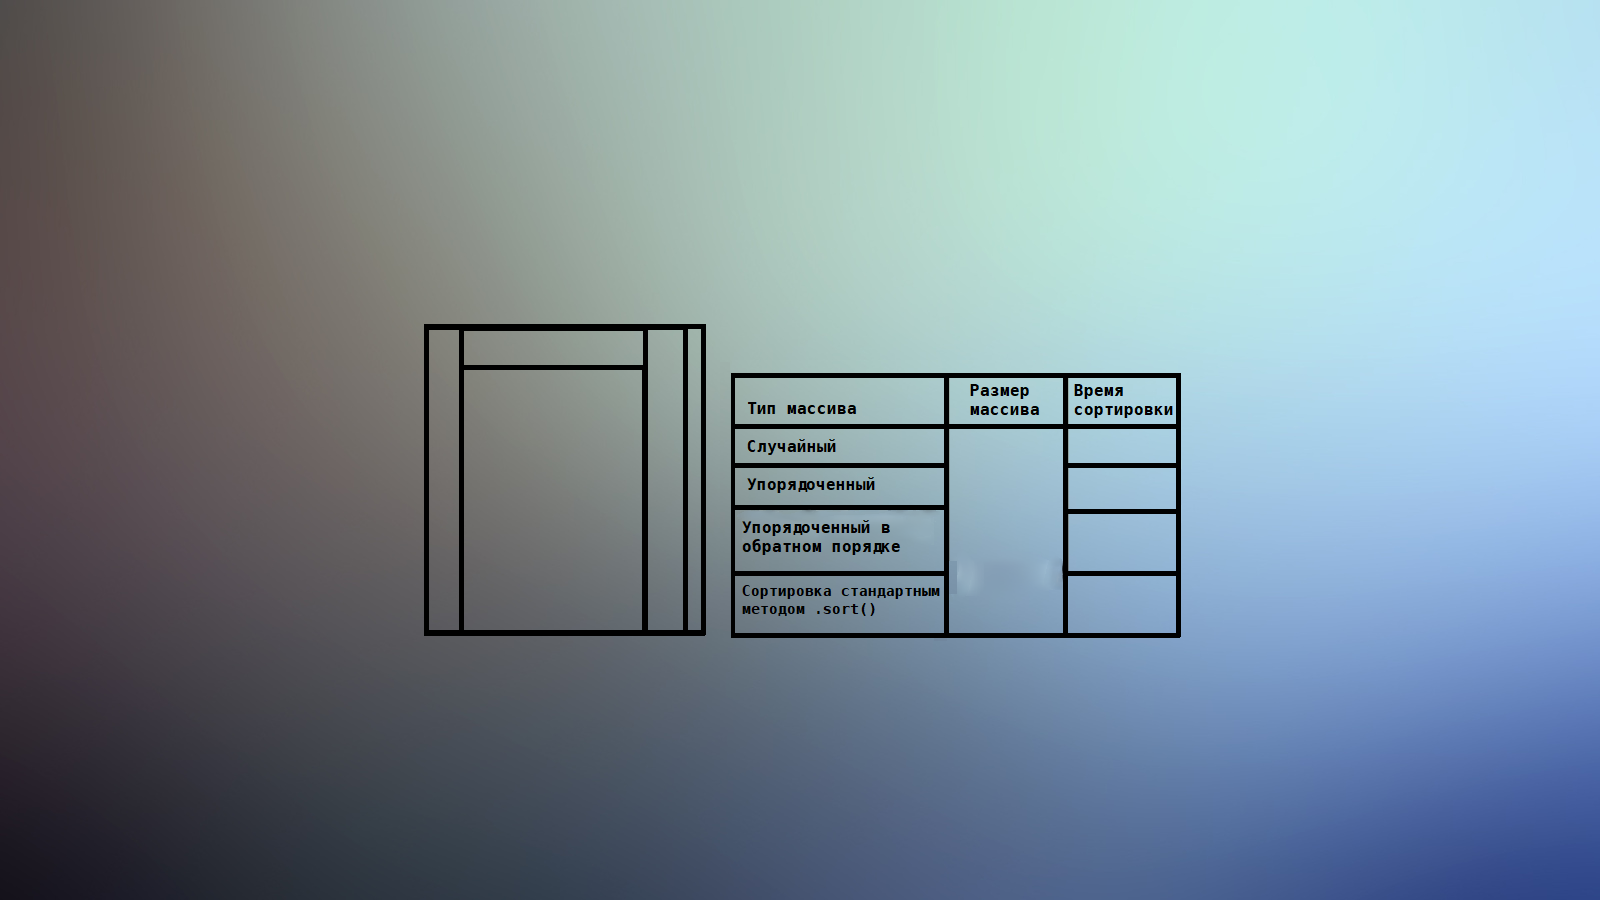 Тип массива
Размер
массива
Время
сортировки
Случайный
Упорядоченный
Упорядоченный в
обратном порядке
Сортировка стандартным
методом .sort()